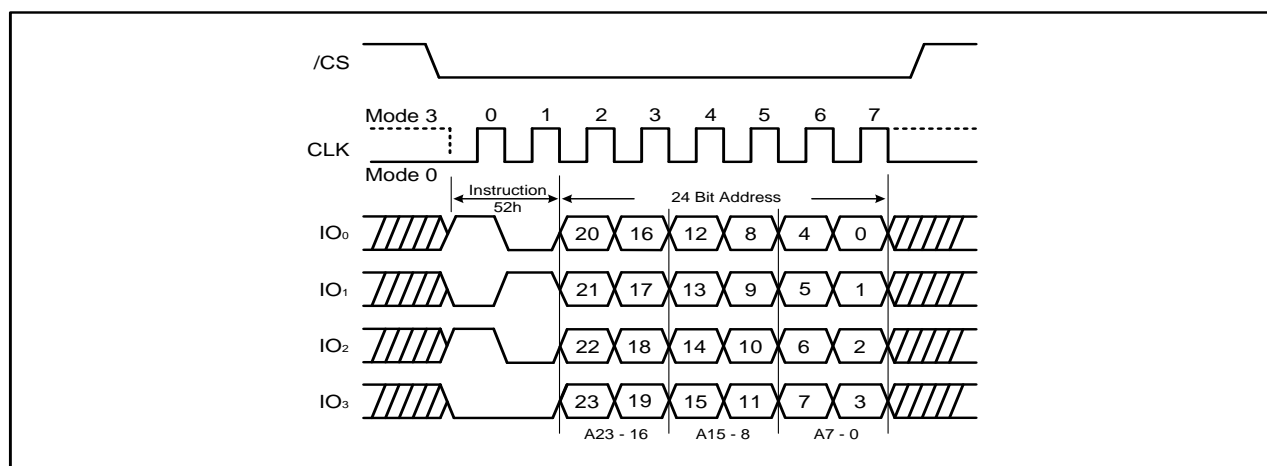 /CS
Mode 3 0 1 2 3 4 5 6 7
CLK
Mode 0
Instruction
52h
24 Bit Address
IO₀ 20 16 12 8 4 0
IO₁ 21 17 13 9 5 1
IO₂ 22 18 14 10 6 2
IO₃ 23 19 15 11 7 3
A23 - 16 A15 - 8 A7 - 0